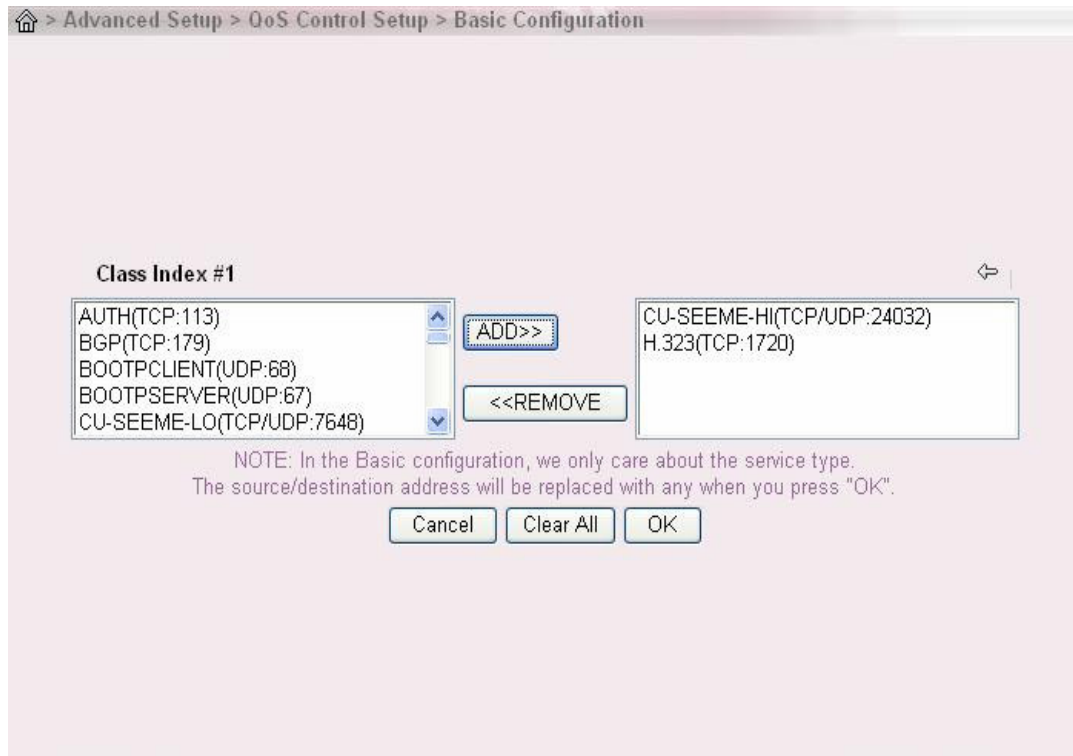 > Advanced Setup > QoS Control Setup > Basic Configuration
Class Index #1
AUTH(TCP:113)
BGP(TCP:179)
BOOTPCLIENT(UDP:68)
BOOTPSERVER(UDP:67)
CU-SEEME-LO(TCP/UDP:7648)
ADD>>
<<REMOVE
CU-SEEME-HI(TCP/UDP:24032)
H.323(TCP:1720)
NOTE: In the Basic configuration, we only care about the service type.
The source/destination address will be replaced with any when you press "OK".
Cancel
Clear All
OK